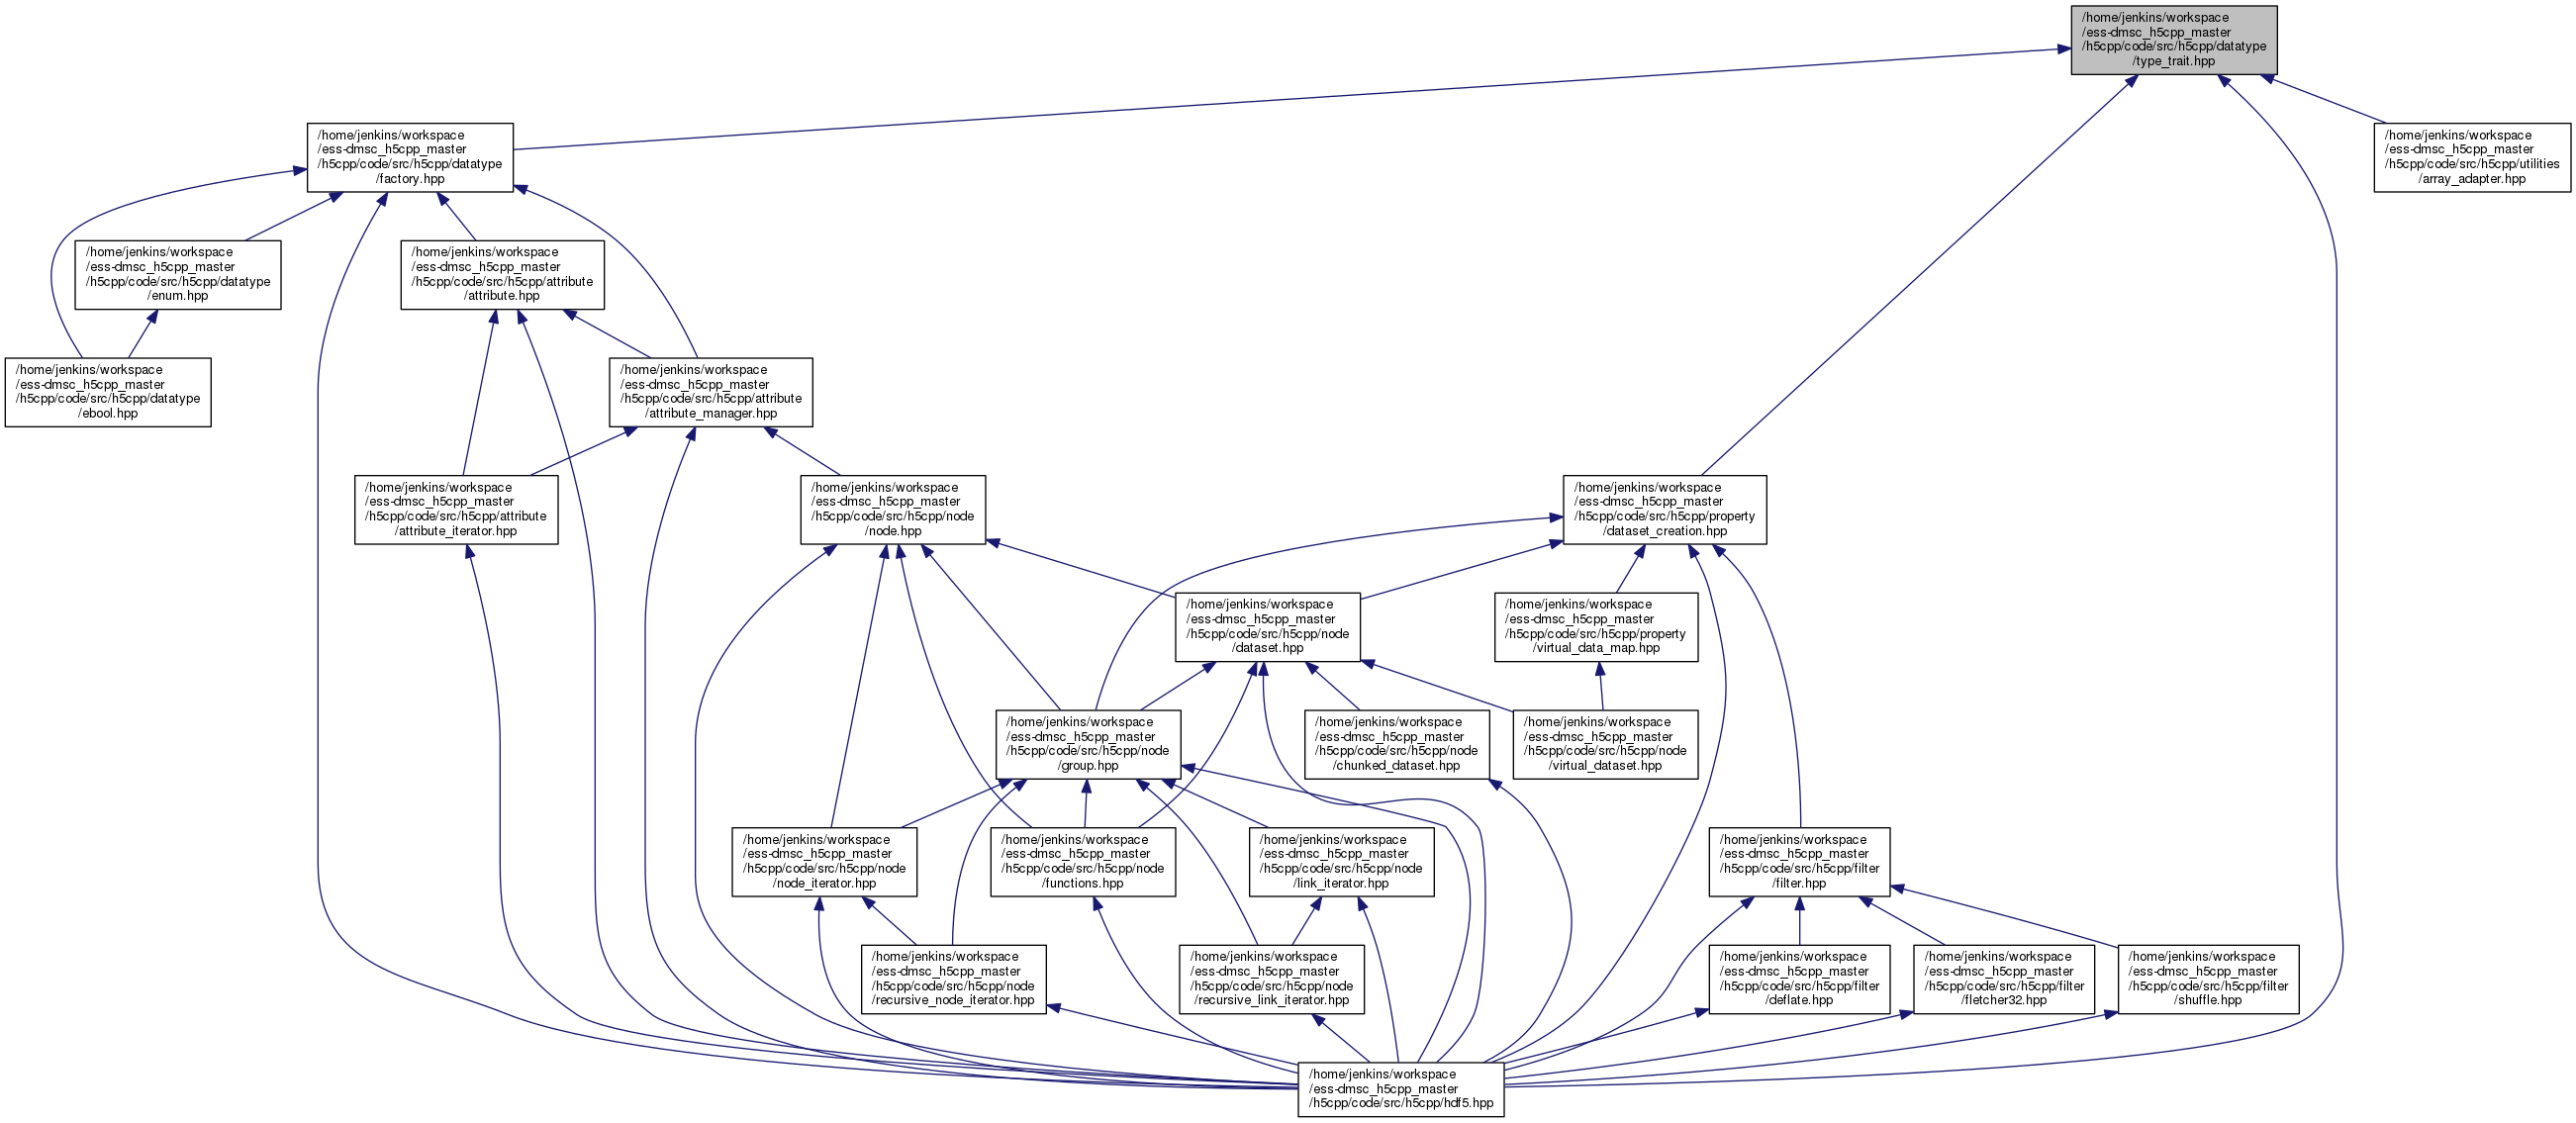 /home/jenkins/workspace
/ess-dmsc_h5cpp_master
/h5cpp/code/src/h5cpp/datatype
/type_trait.hpp
/home/jenkins/workspace
/ess-dmsc_h5cpp_master
/h5cpp/code/src/h5cpp/datatype
/factory.hpp
/home/jenkins/workspace
/ess-dmsc_h5cpp_master
/h5cpp/code/src/h5cpp/utilities
/array_adapter.hpp
/home/jenkins/workspace
/ess-dmsc_h5cpp_master
/h5cpp/code/src/h5cpp/datatype
/enum.hpp
/home/jenkins/workspace
/ess-dmsc_h5cpp_master
/h5cpp/code/src/h5cpp/attribute
/attribute.hpp
/home/jenkins/workspace
/ess-dmsc_h5cpp_master
/h5cpp/code/src/h5cpp/datatype
/ebool.hpp
/home/jenkins/workspace
/ess-dmsc_h5cpp_master
/h5cpp/code/src/h5cpp/attribute
/attribute_manager.hpp
/home/jenkins/workspace
/ess-dmsc_h5cpp_master
/h5cpp/code/src/h5cpp/attribute
/attribute_iterator.hpp
/home/jenkins/workspace
/ess-dmsc_h5cpp_master
/h5cpp/code/src/h5cpp/node
/node.hpp
/home/jenkins/workspace
/ess-dmsc_h5cpp_master
/h5cpp/code/src/h5cpp/property
/dataset_creation.hpp
/home/jenkins/workspace
/ess-dmsc_h5cpp_master
/h5cpp/code/src/h5cpp/node
/dataset.hpp
/home/jenkins/workspace
/ess-dmsc_h5cpp_master
/h5cpp/code/src/h5cpp/property
/virtual_data_map.hpp
/home/jenkins/workspace
/ess-dmsc_h5cpp_master
/h5cpp/code/src/h5cpp/node
/group.hpp
/home/jenkins/workspace
/ess-dmsc_h5cpp_master
/h5cpp/code/src/h5cpp/node
/chunked_dataset.hpp
/home/jenkins/workspace
/ess-dmsc_h5cpp_master
/h5cpp/code/src/h5cpp/node
/virtual_dataset.hpp
/home/jenkins/workspace
/ess-dmsc_h5cpp_master
/h5cpp/code/src/h5cpp/node
/node_iterator.hpp
/home/jenkins/workspace
/ess-dmsc_h5cpp_master
/h5cpp/code/src/h5cpp/node
/functions.hpp
/home/jenkins/workspace
/ess-dmsc_h5cpp_master
/h5cpp/code/src/h5cpp/node
/link_iterator.hpp
/home/jenkins/workspace
/ess-dmsc_h5cpp_master
/h5cpp/code/src/h5cpp/filter
/filter.hpp
/home/jenkins/workspace
/ess-dmsc_h5cpp_master
/h5cpp/code/src/h5cpp/node
/recursive_node_iterator.hpp
/home/jenkins/workspace
/ess-dmsc_h5cpp_master
/h5cpp/code/src/h5cpp/node
/recursive_link_iterator.hpp
/home/jenkins/workspace
/ess-dmsc_h5cpp_master
/h5cpp/code/src/h5cpp/filter
/deflate.hpp
/home/jenkins/workspace
/ess-dmsc_h5cpp_master
/h5cpp/code/src/h5cpp/filter
/fletcher32.hpp
/home/jenkins/workspace
/ess-dmsc_h5cpp_master
/h5cpp/code/src/h5cpp/filter
/shuffle.hpp
/home/jenkins/workspace
/ess-dmsc_h5cpp_master
/h5cpp/code/src/h5cpp/hdf5.hpp